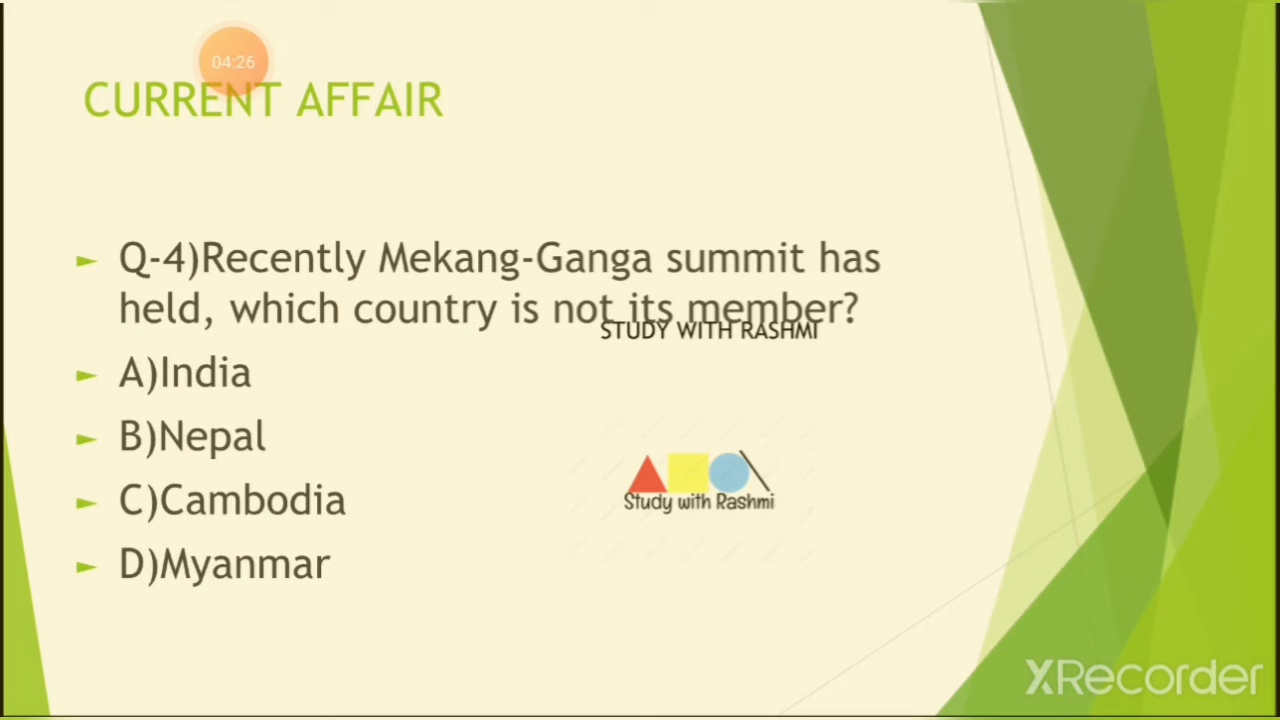 04:26
CURRENT AFFAIR
Q-4)Recently Mekang-Ganga summit has
held, which country is not its member?
STUDY WITH RASHMI
A)India
B)Nepal
C)Cambodia
Study with Rashmi
D)Myanmar
XRecorder